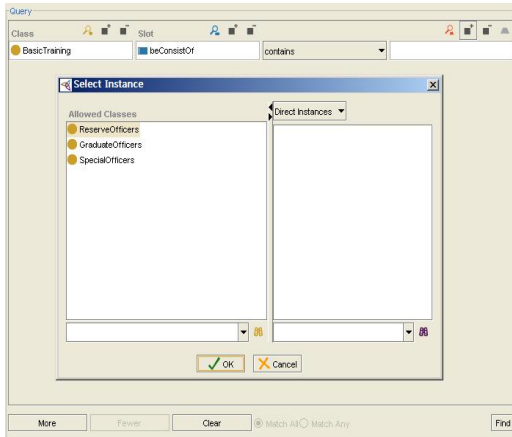 Query
Class Slot
BasicTraining beConsistOf contains
Select Instance
Allowed Classes Direct Instances
ReserveOfficers
GraduateOfficers
SpecialOfficers
OK Cancel
More Fewer Clear Match All Match Any Find